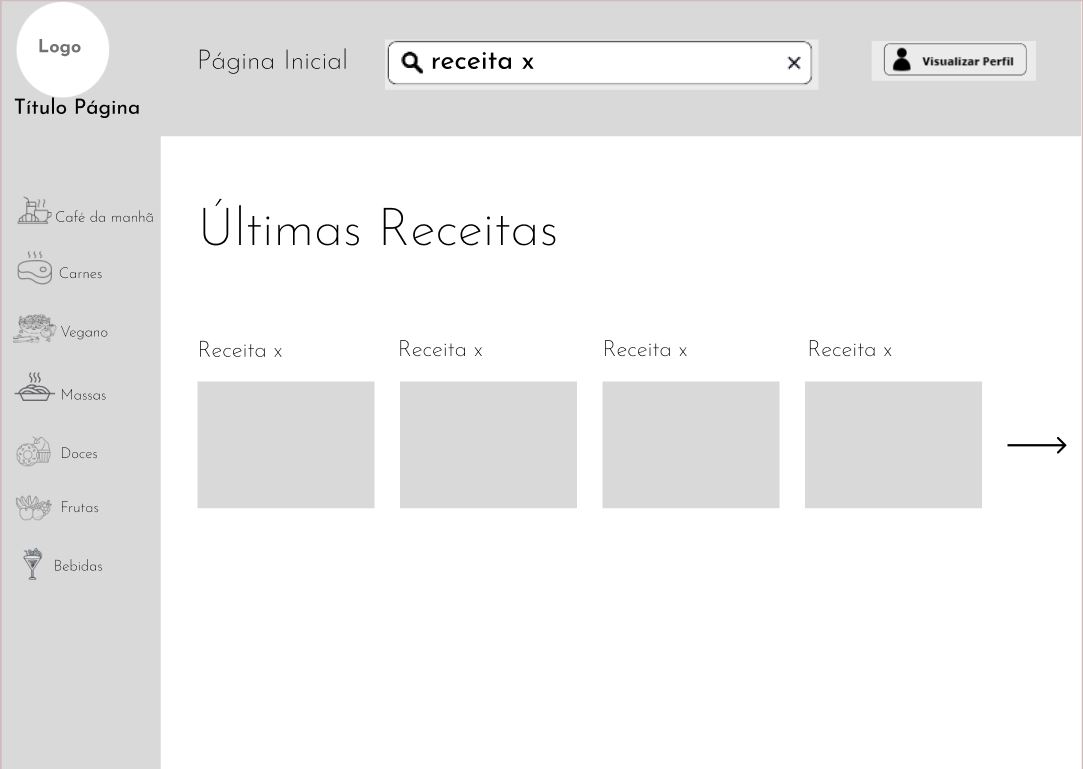 Logo
Título Página
Página Inicial
receita x
Visualizar Perfil
Café da manhã
Carnes
Vegano
Massas
Doces
Frutas
Bebidas
Últimas Receitas
Receita x
Receita x
Receita x
Receita x